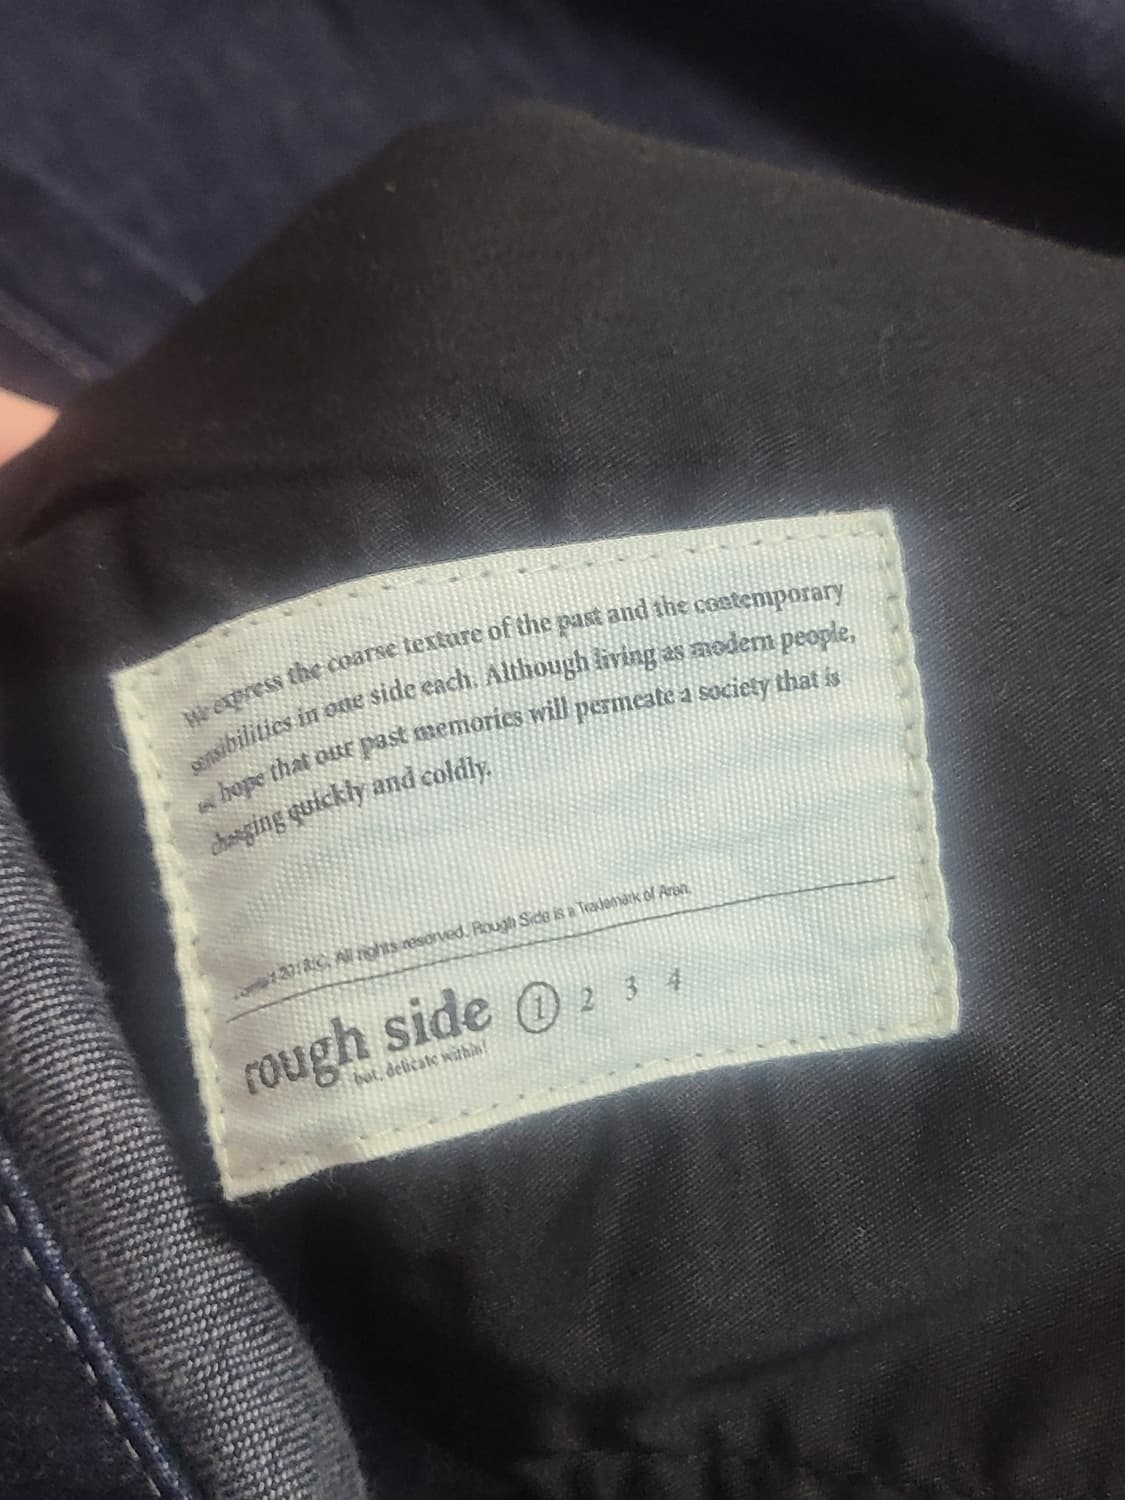 We express the coarse texture of the past and the contemporary
sensibilities in one side each. Although living as modern people,
we hope that our past memories will permeate a society that is
changing quickly and coldly.
2018.C. All rights reserved. Rough Side is a Trademark of Aran.
rough side 1 2 3 4
but, delicate within!